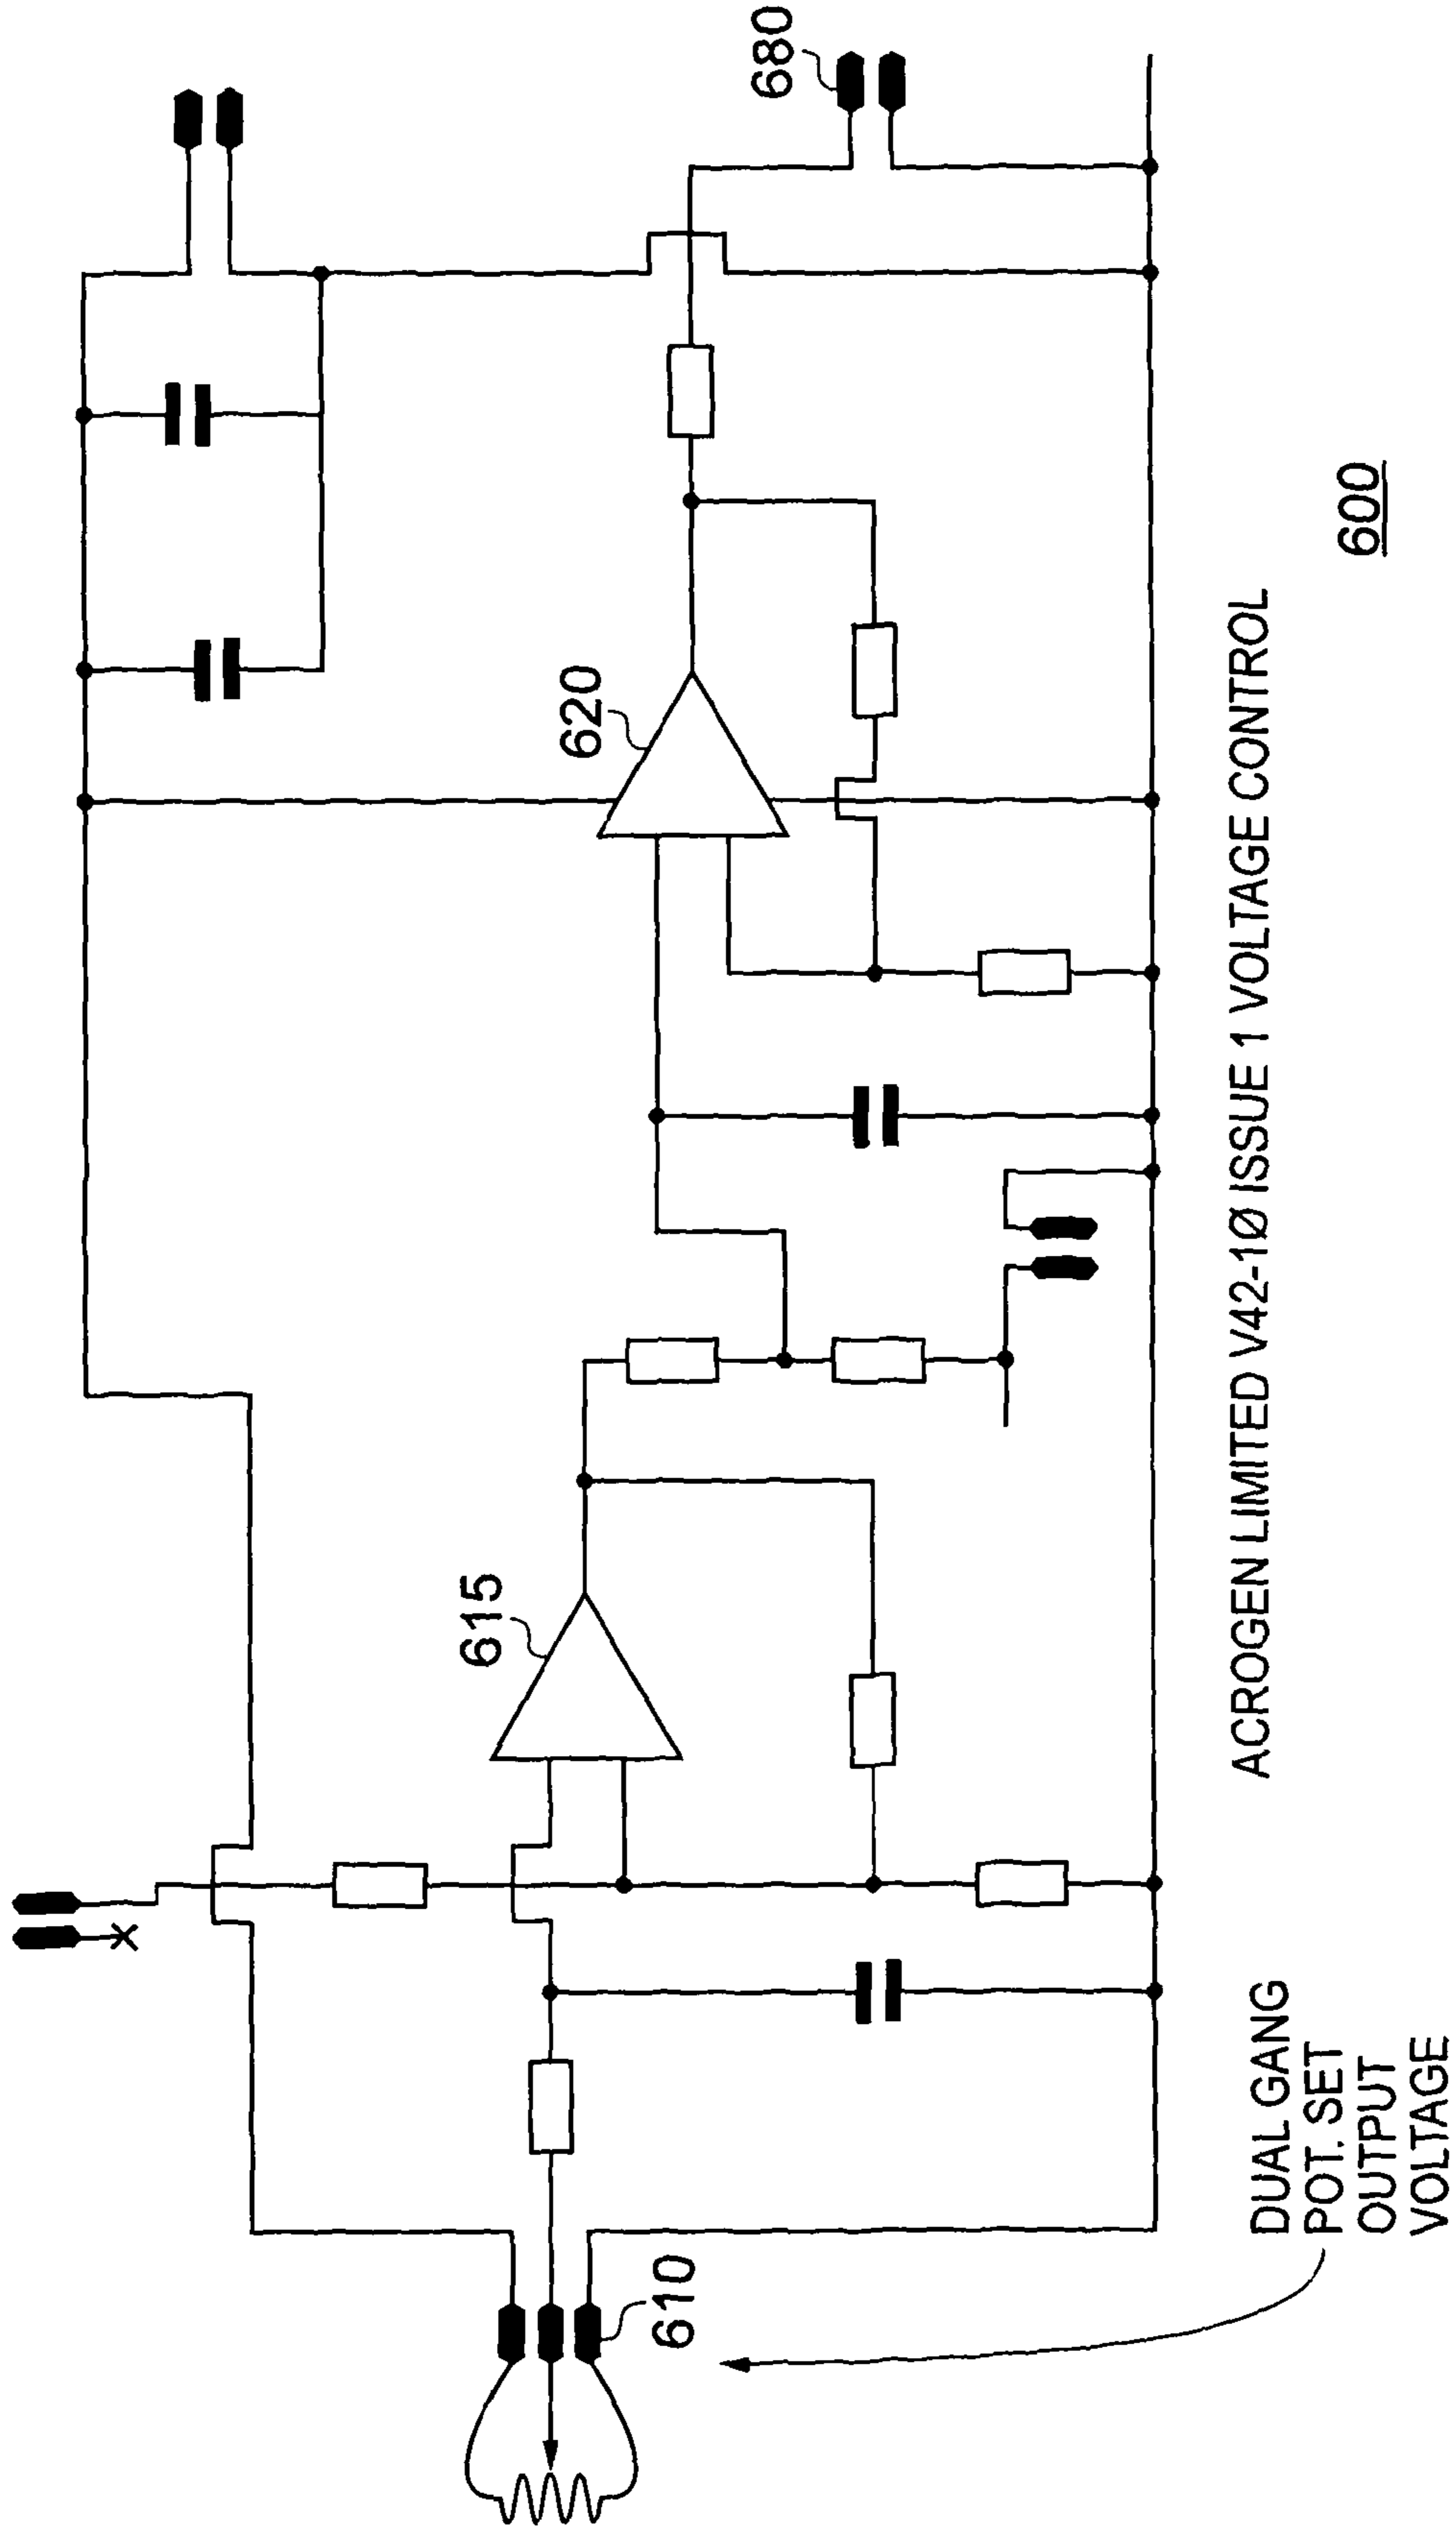 680
620
615
610
DUAL GANG
POT. SET
OUTPUT
VOLTAGE
ACROGEN LIMITED V42-1Ø ISSUE 1 VOLTAGE CONTROL
600